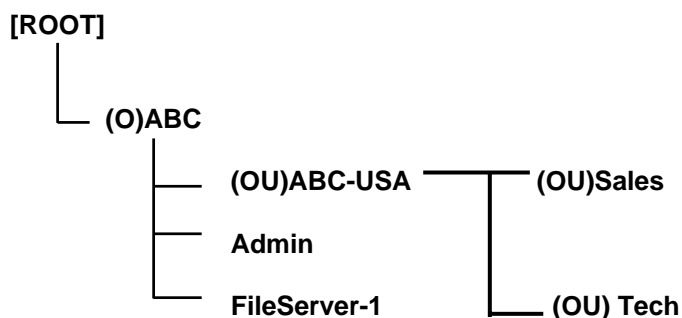 [ROOT]
(O)ABC
(OU)ABC-USA (OU)Sales
Admin
FileServer-1 (OU) Tech